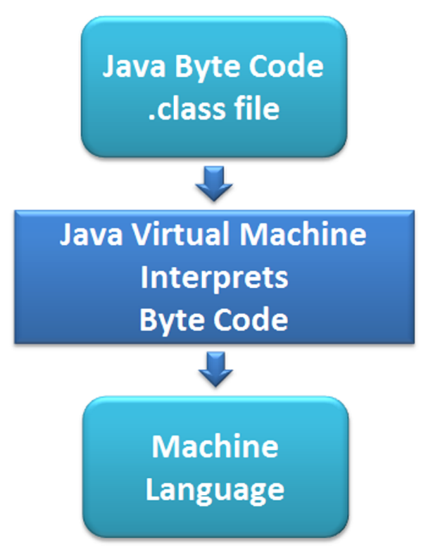 Java Byte Code
.class file
Java Virtual Machine
Interprets
Byte Code
Machine
Language